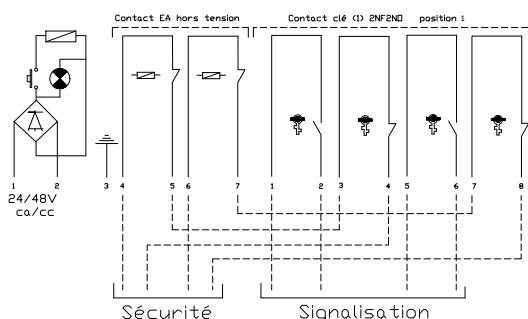 Contact EA hors tension
Contact clé (1) 2NF2NO position 1
1 2 3 4 5 6 7 1 2 3 4 5 6 7 8
24/48V
ca/cc
Sécurité
Signalisation